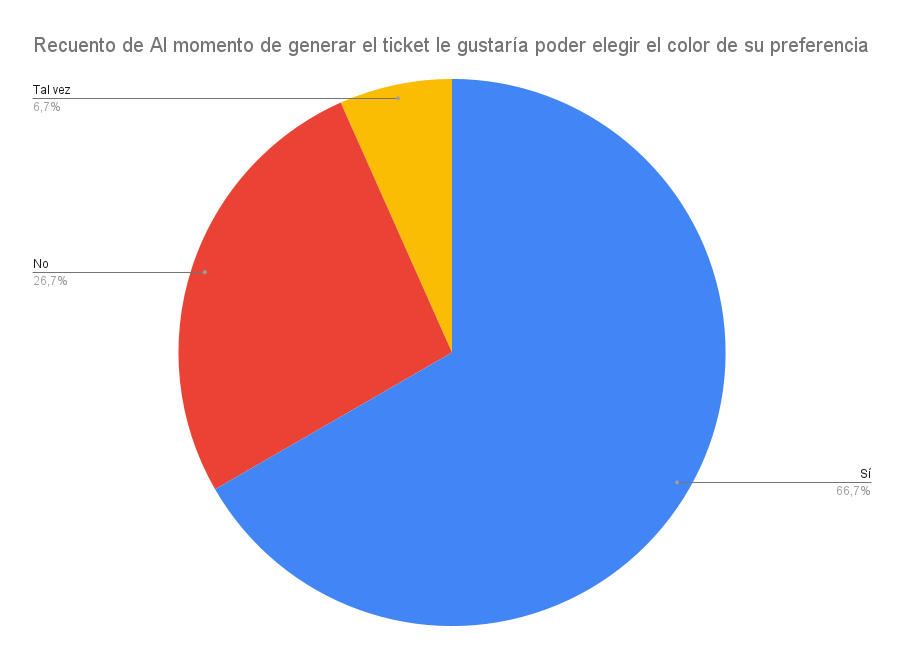 Recuento de Al momento de generar el ticket le gustaría poder elegir el color de su preferencia
Tal vez
6,7%
No
26,7%
Sí
66,7%